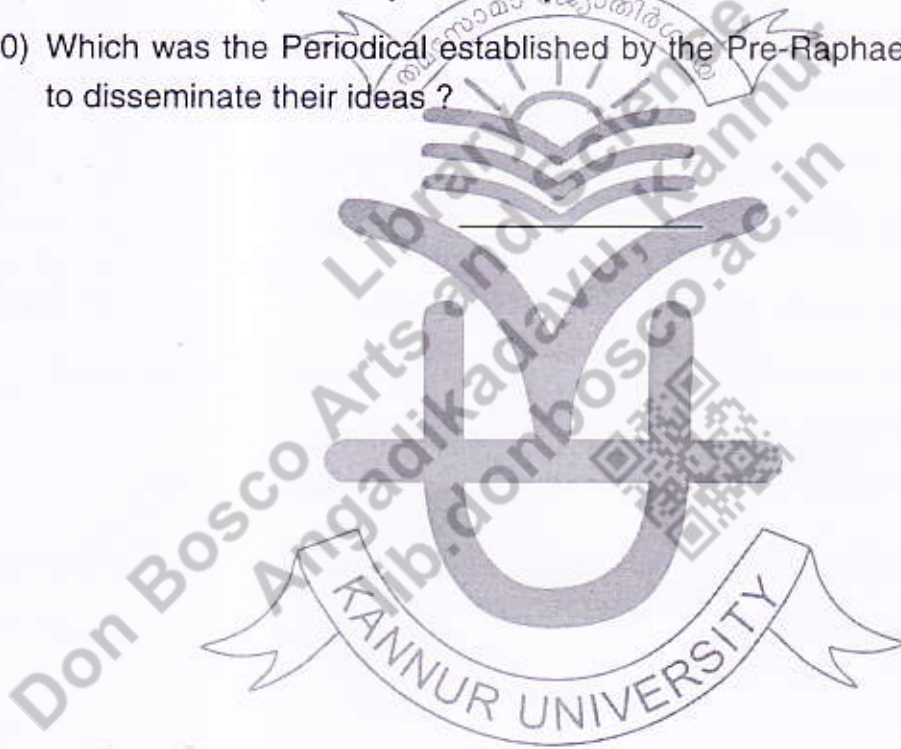 0) Which was the Periodical established by the Pre-Raphae
to disseminate their ideas ?
Library
Don Bosco Arts and Science
Angadikadavu, Kannu
lib.donbosco.ac.in
KANNUR UNIVERSITY